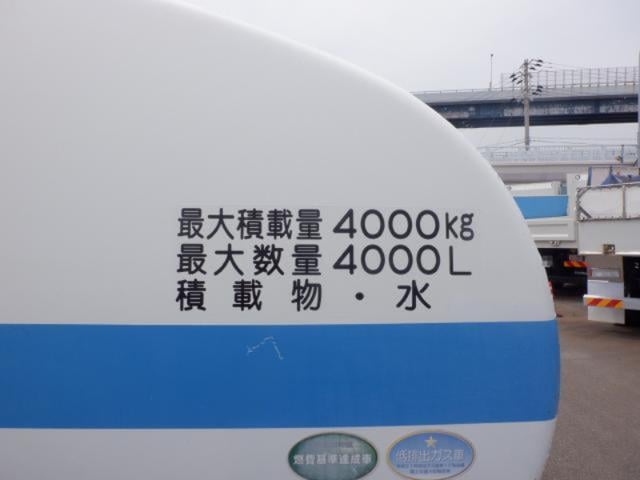 最大積載量 4000kg
最大数量 4000L
積載物・水
燃費基準達成車
低排出ガス車